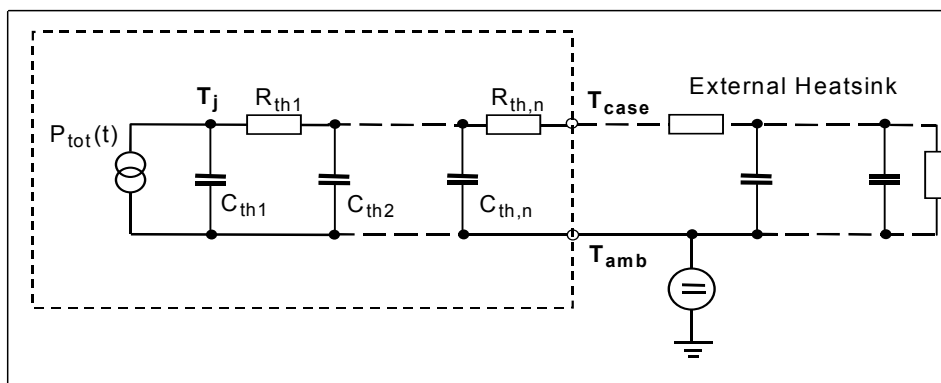 External Heatsink
T_j R_th1 R_th,n T_case
P_tot(t)
C_th1 C_th2 C_th,n
T_amb